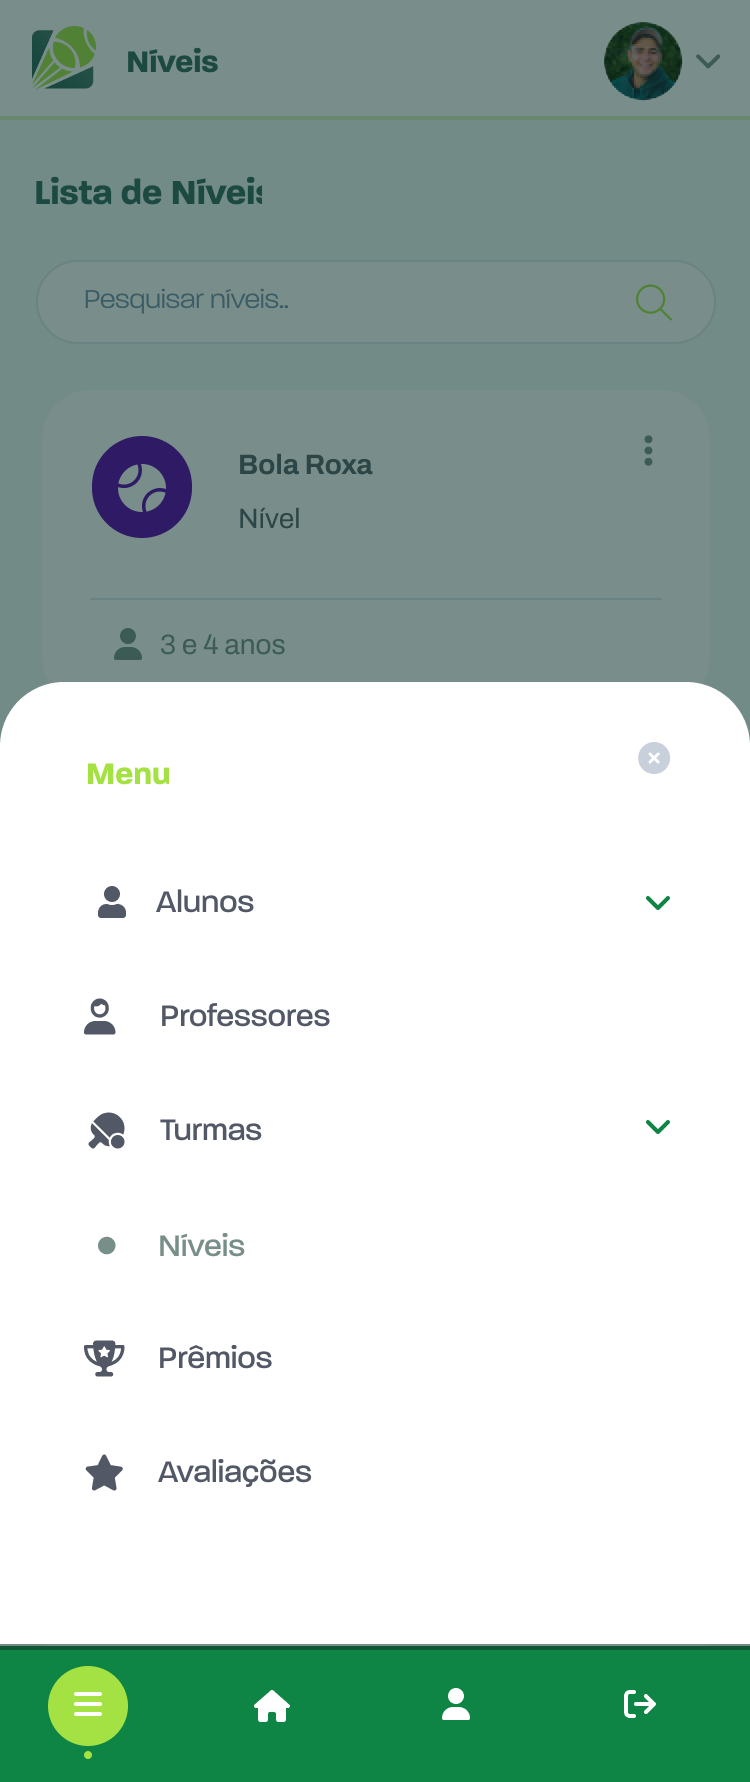 Níveis
Lista de Níveis
Pesquisar níveis..
Bola Roxa
Nível
3 e 4 anos
Menu
Alunos
Professores
Turmas
Níveis
Prêmios
Avaliações